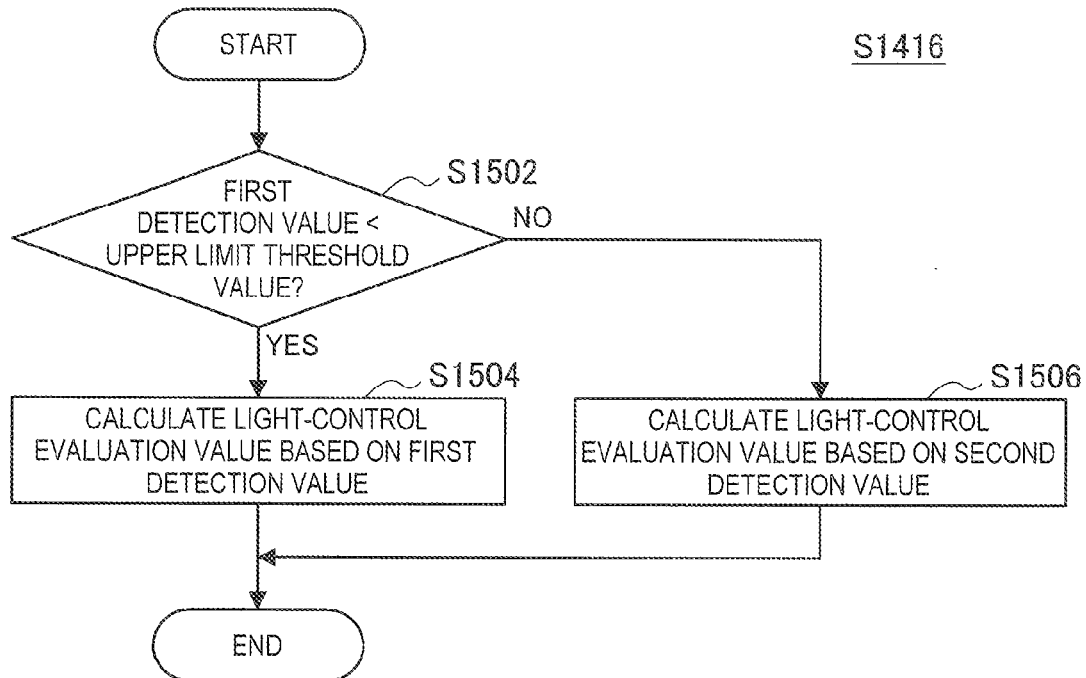 START
S1416
S1502
FIRST
DETECTION VALUE <
UPPER LIMIT THRESHOLD
VALUE?
NO
YES
S1504
CALCULATE LIGHT-CONTROL
EVALUATION VALUE BASED ON FIRST
DETECTION VALUE
S1506
CALCULATE LIGHT-CONTROL
EVALUATION VALUE BASED ON SECOND
DETECTION VALUE
END